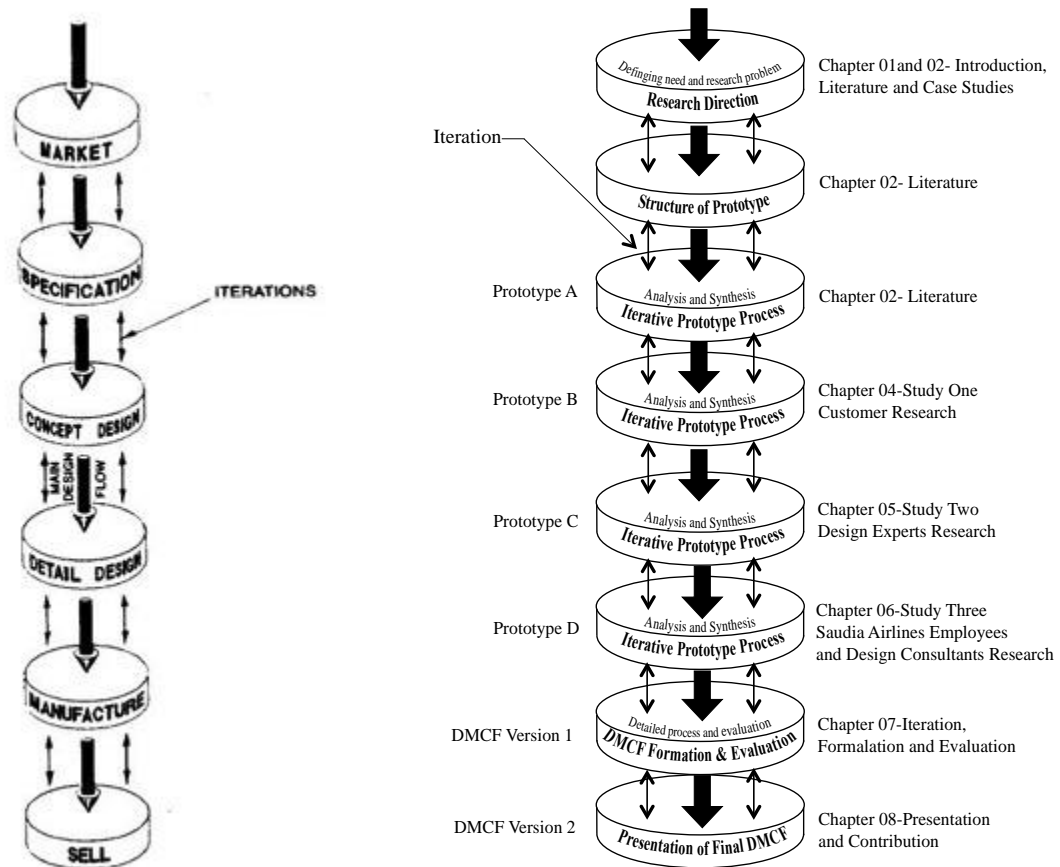 MARKET
SPECIFICATION
ITERATIONS
CONCEPT DESIGN
MAIN
DESIGN
FLOW
DETAIL DESIGN
MANUFACTURE
SELL
Definging need and research problem
Research Direction
Chapter 01and 02- Introduction,
Literature and Case Studies
Iteration
Structure of Prototype
Chapter 02- Literature
Prototype A
Analysis and Synthesis
Iterative Prototype Process
Chapter 02- Literature
Prototype B
Analysis and Synthesis
Iterative Prototype Process
Chapter 04-Study One
Customer Research
Prototype C
Analysis and Synthesis
Iterative Prototype Process
Chapter 05-Study Two
Design Experts Research
Prototype D
Analysis and Synthesis
Iterative Prototype Process
Chapter 06-Study Three
Saudia Airlines Employees
and Design Consultants Research
DMCF Version 1
Detailed process and evaluation
DMCF Formation & Evaluation
Chapter 07-Iteration,
Formalation and Evaluation
DMCF Version 2
Presentation of Final DMCF
Chapter 08-Presentation
and Contribution